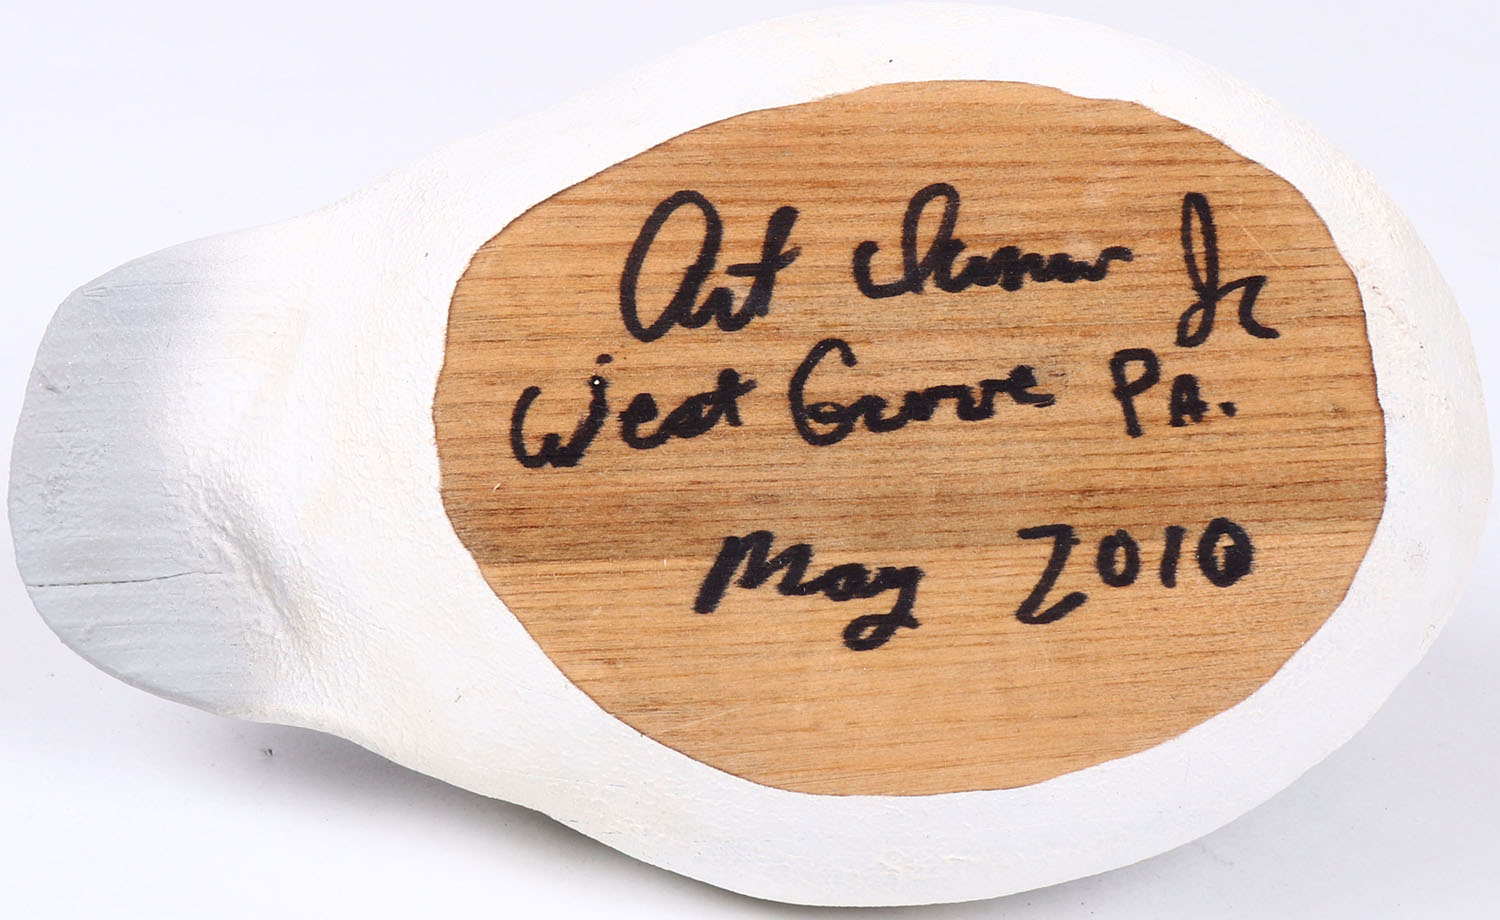 Art Jr
West Grove PA.
May 2010